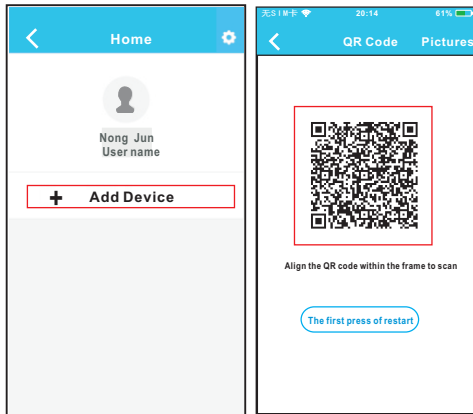 Home
Nong Jun
User name
+ Add Device
无SIM卡 20:14 61%
QR Code Pictures
Align the QR code within the frame to scan
The first press of restart